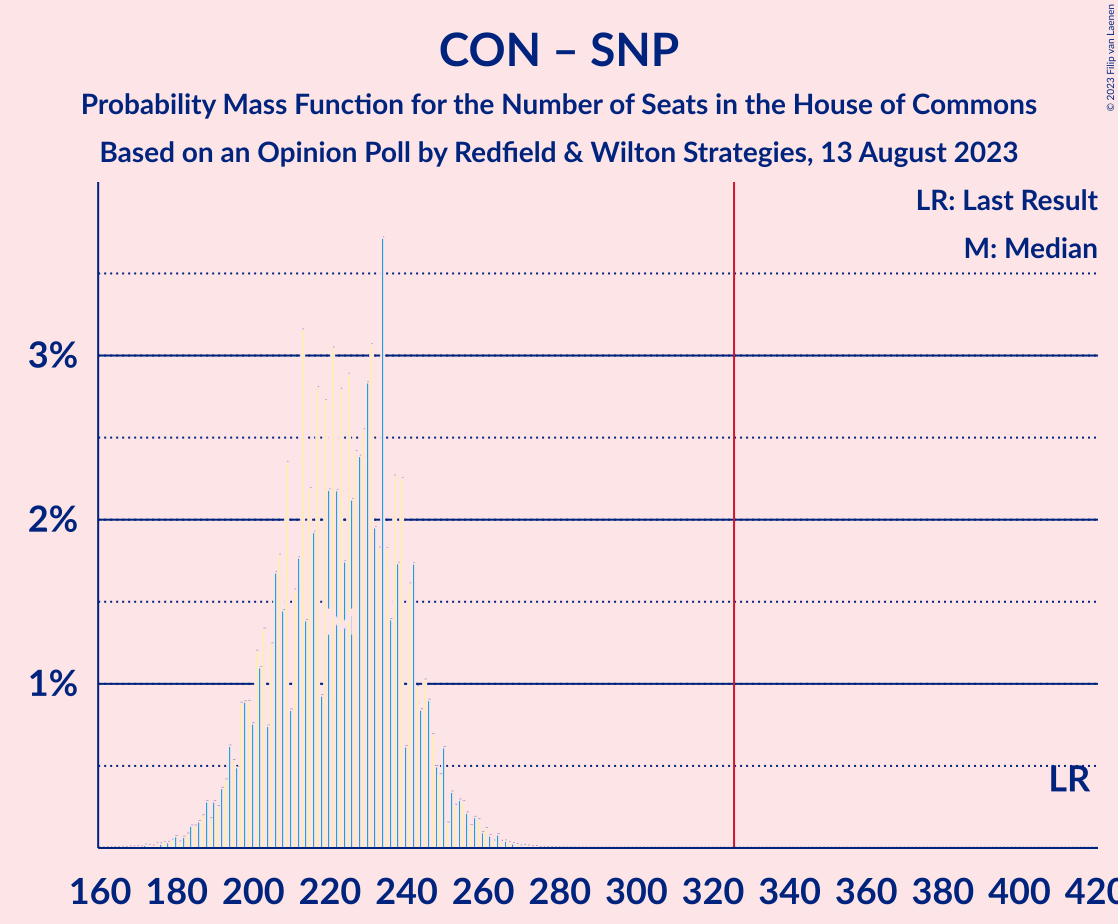 CON – SNP
Probability Mass Function for the Number of Seats in the House of Commons
Based on an Opinion Poll by Redfield & Wilton Strategies, 13 August 2023
© 2023 Filip van Laenen
LR: Last Result
M: Median
3%
2%
1%
M
LR
160 180 200 220 240 260 280 300 320 340 360 380 400 420